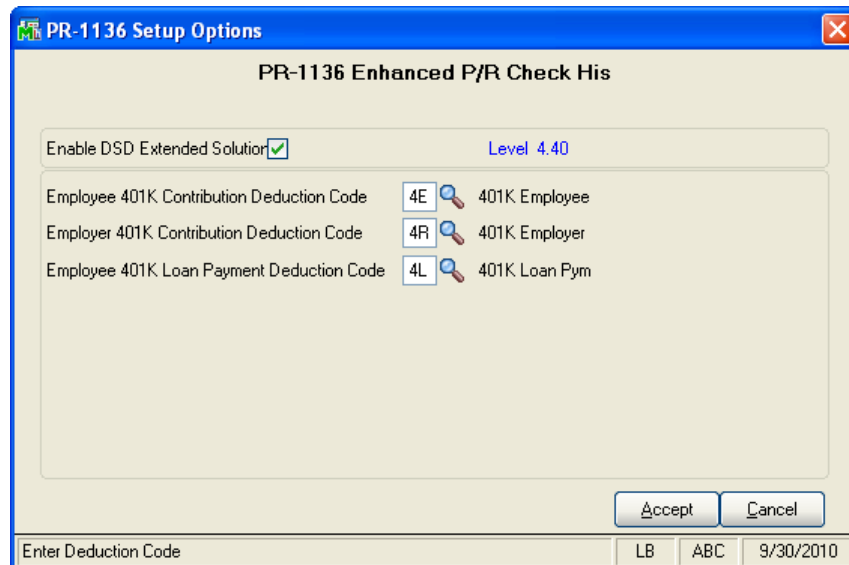 PR-1136 Setup Options
PR-1136 Enhanced P/R Check His
Enable DSD Extended Solution Level 4.40
Employee 401K Contribution Deduction Code 4E 401K Employee
Employer 401K Contribution Deduction Code 4R 401K Employer
Employee 401K Loan Payment Deduction Code 4L 401K Loan Pym
Accept Cancel
Enter Deduction Code LB ABC 9/30/2010